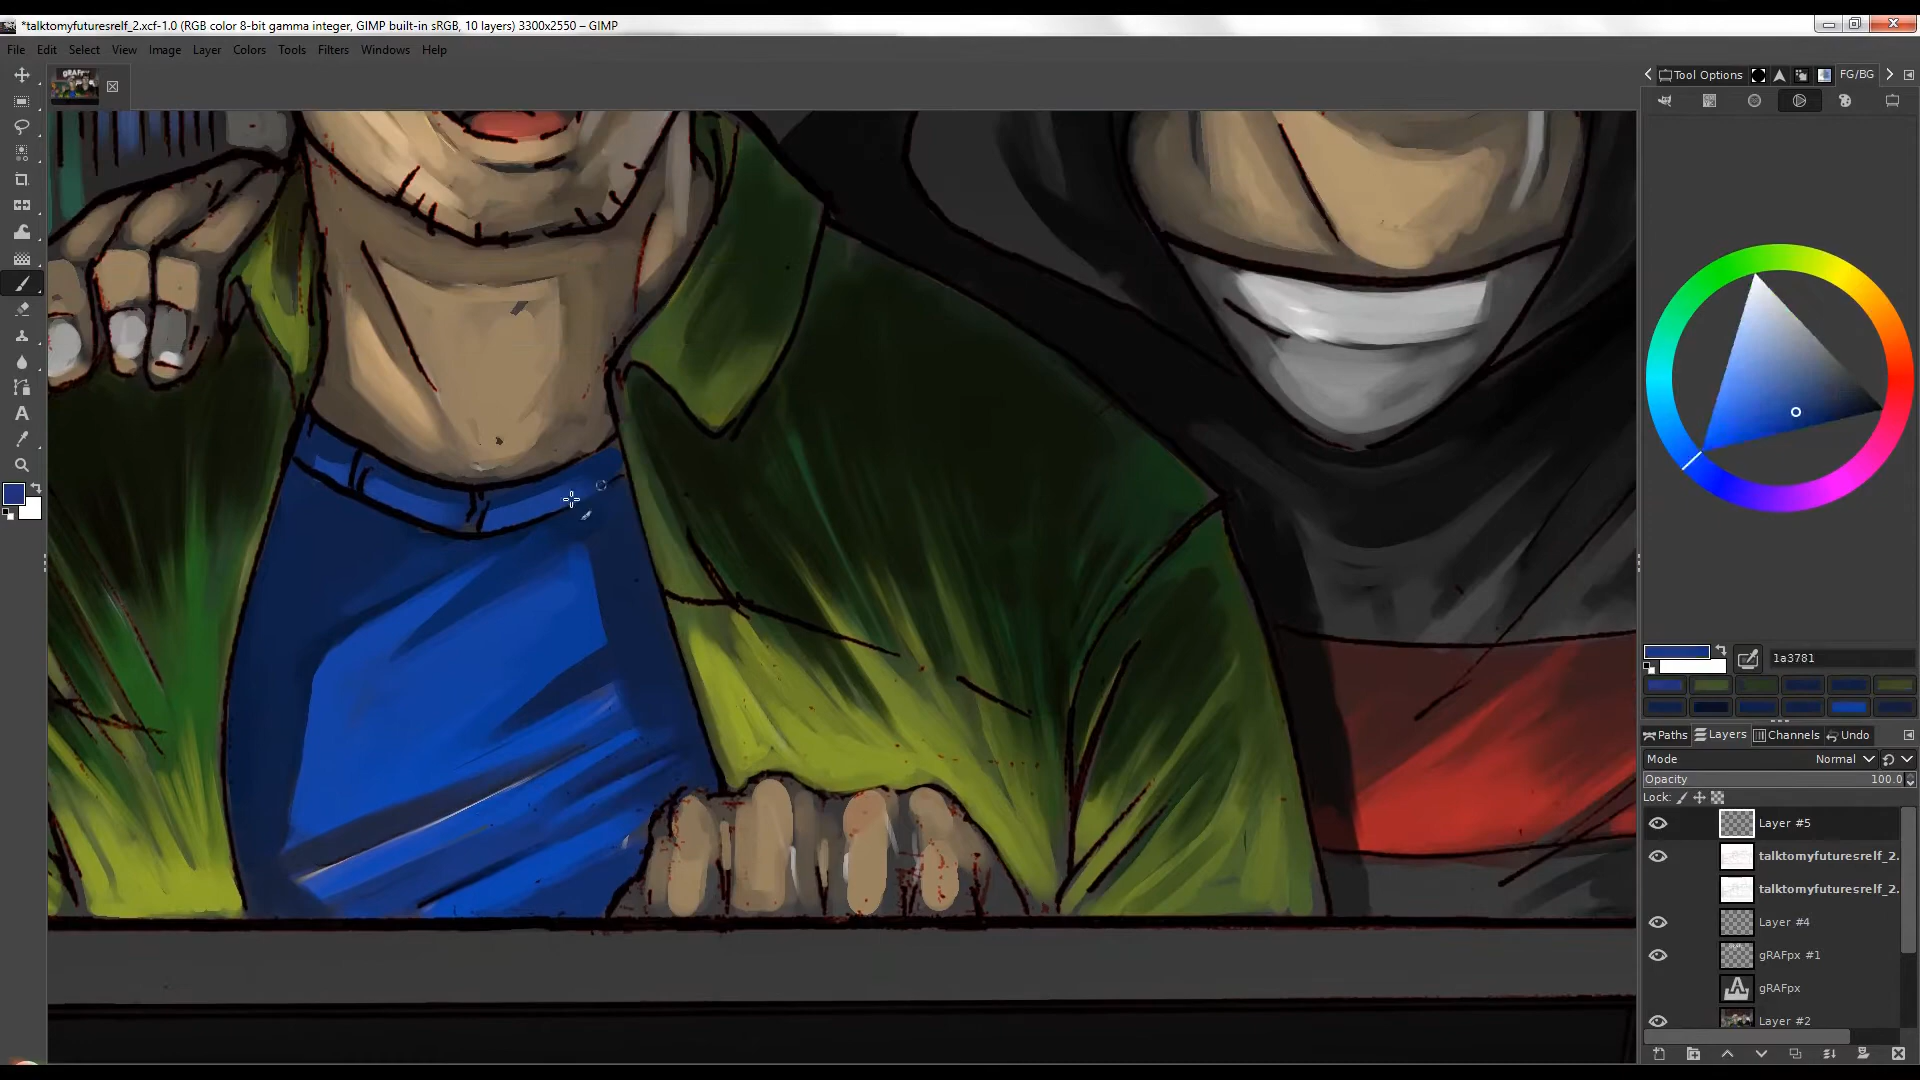 *talktomyfuturesrelf_2.xcf-1.0 (RGB color 8-bit gamma integer, GIMP built-in sRGB, 10 layers) 3300x2550 – GIMP
File Edit Select View Image Layer Colors Tools Filters Windows Help
Tool Options FG/BG
1a3781
Paths Layers Channels Undo
Mode Normal
Opacity 100.0
Lock:
Layer #5
talktomyfuturesrelf_2.
talktomyfuturesrelf_2.
Layer #4
gRAFpx #1
gRAFpx
Layer #2